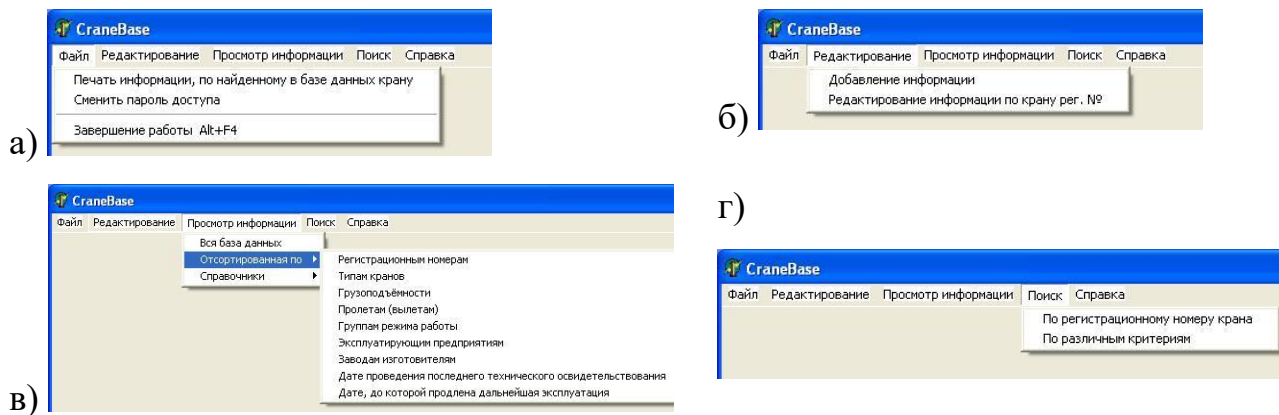 CraneBase
Файл Редактирование Просмотр информации Поиск Справка
Печать информации, по найденному в базе данных крану
Сменить пароль доступа
Завершение работы Alt+F4
а)
CraneBase
Файл Редактирование Просмотр информации Поиск Справка
Добавление информации
Редактирование информации по крану рег. №
б)
CraneBase
Файл Редактирование Просмотр информации Поиск Справка
Вся база данных
Отсортированная по
Справочники
Регистрационным номерам
Типам кранов
Грузоподъёмности
Пролетам (вылетам)
Группам режима работы
Эксплуатирующим предприятиям
Заводам изготовителям
Дате проведения последнего технического освидетельствования
Дате, до которой продлена дальнейшая эксплуатация
в)
г)
CraneBase
Файл Редактирование Просмотр информации Поиск Справка
По регистрационному номеру крана
По различным критериям